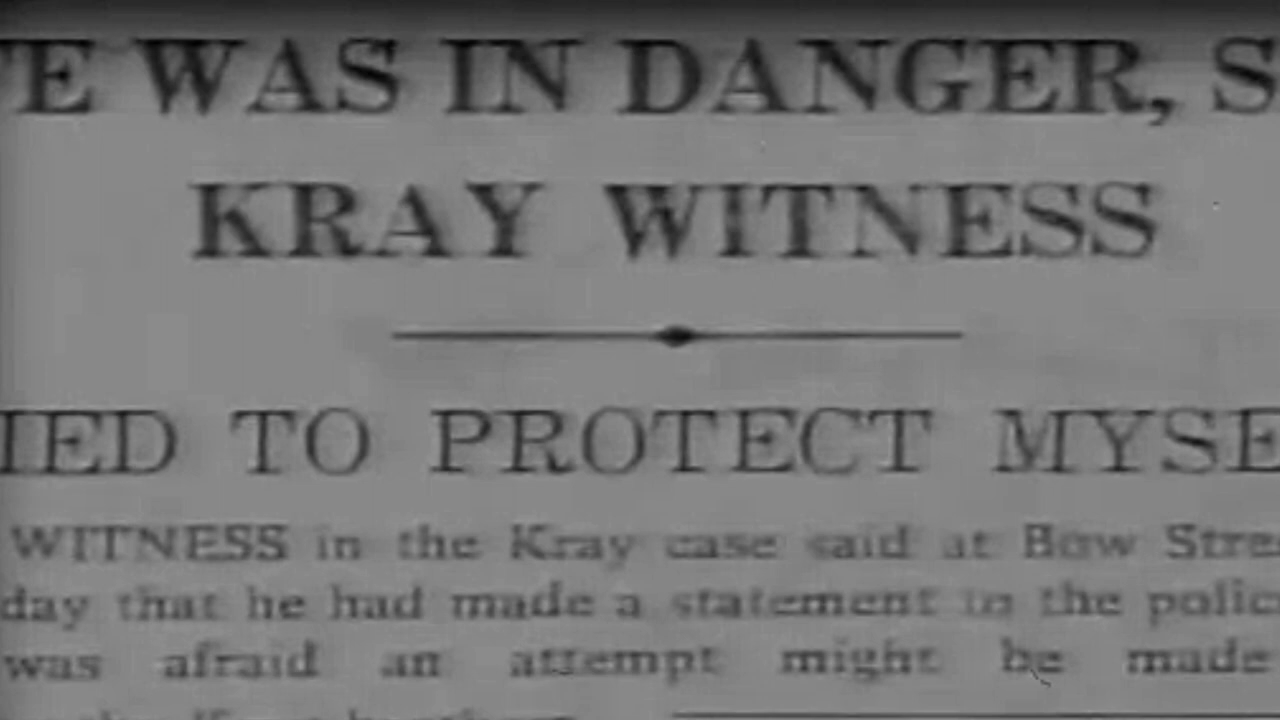 E WAS IN DANGER, S
KRAY WITNESS
IED TO PROTECT MYSE
WITNESS in the Kray case said at Bow Stree
day that he had made a statement to the polic
was afraid an attempt might be made